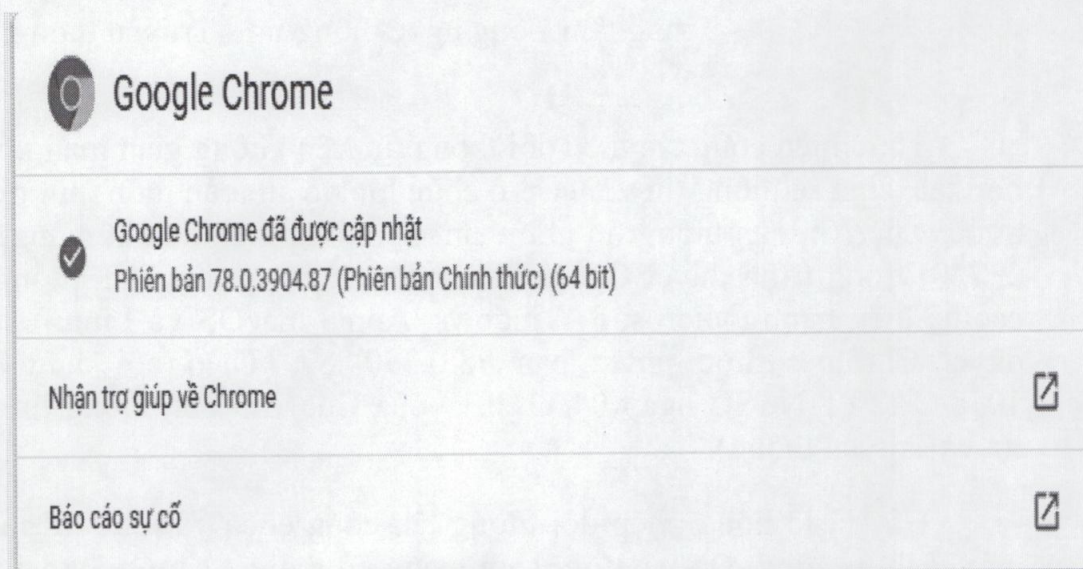 Google Chrome
Google Chrome đã được cập nhật
Phiên bản 78.0.3904.87 (Phiên bản Chính thức) (64 bit)
Nhận trợ giúp về Chrome
Báo cáo sự cố